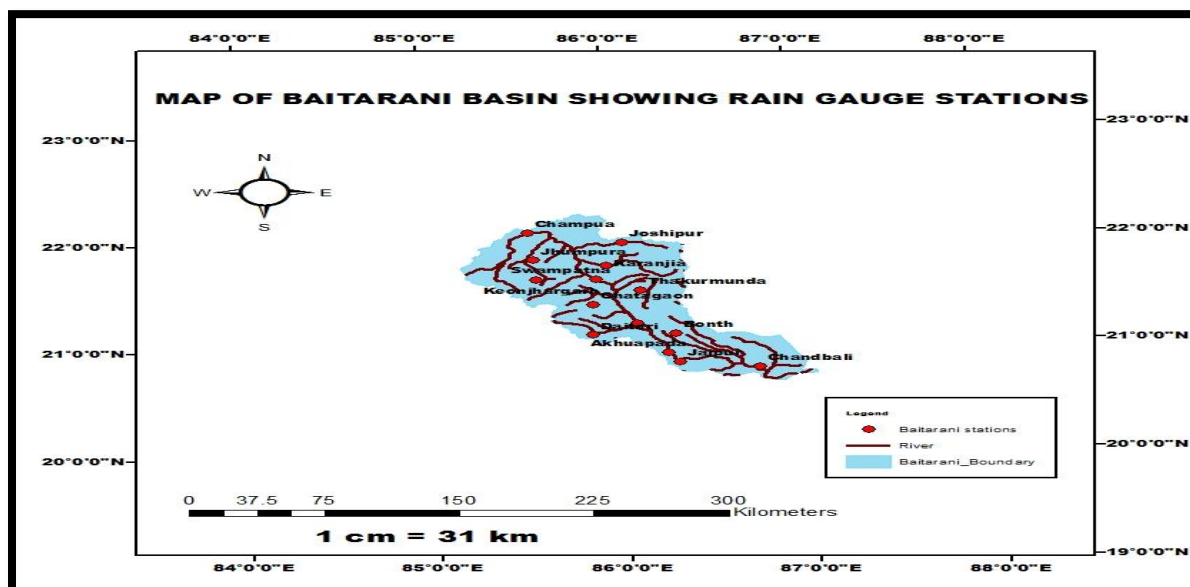 84°0'0"E 85°0'0"E 86°0'0"E 87°0'0"E 88°0'0"E
MAP OF BAITARANI BASIN SHOWING RAIN GAUGE STATIONS
23°0'0"N
23°0'0"N
N
W E
S
22°0'0"N
22°0'0"N
Champua
Joshipur
Jhumpura
Karanjia
Swampatna
Thakurmunda
Keonjhargarh
Chatagaon
Daitari
Bonth
Akhuapada
Jajpur
Chandbali
21°0'0"N
21°0'0"N
20°0'0"N
20°0'0"N
Legend
Baitarani stations
River
Baitarani_Boundary
0 37.5 75 150 225 300
Kilometers
1 cm = 31 km
19°0'0"N
84°0'0"E 85°0'0"E 86°0'0"E 87°0'0"E 88°0'0"E